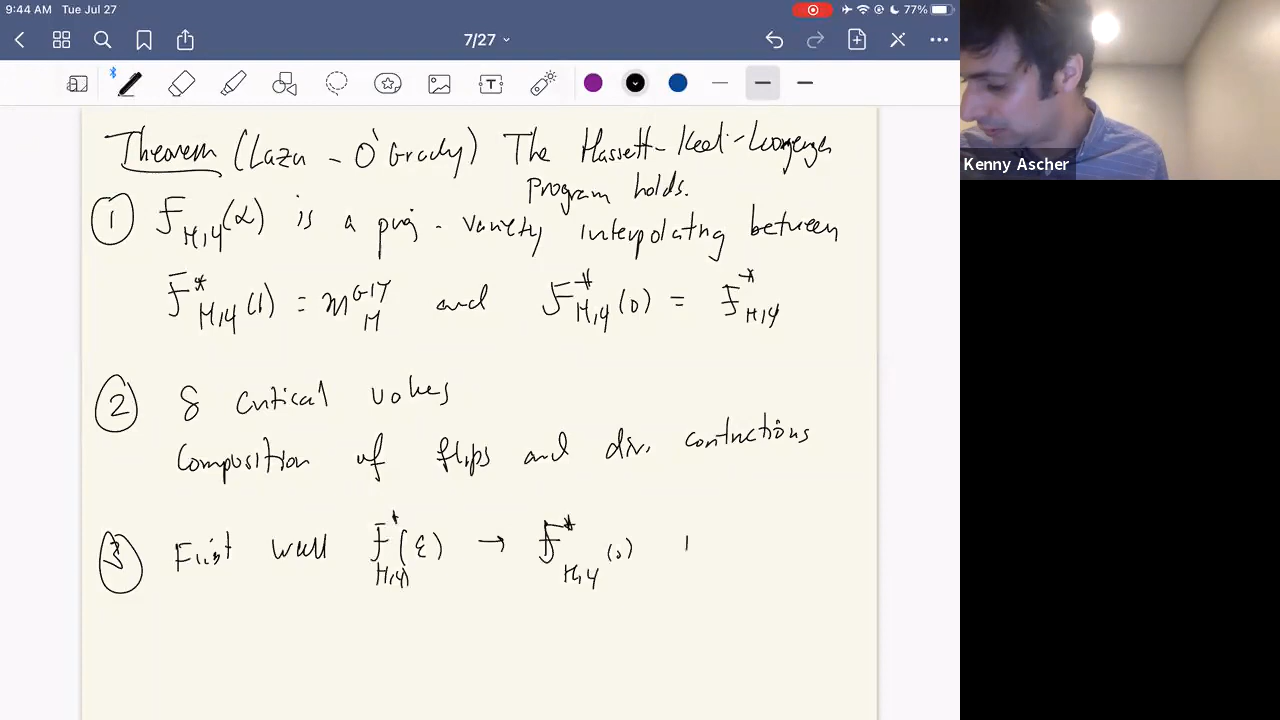 9:44 AM Tue Jul 27
77%
7/27
Theorem (Laza - O'Grady) The Hassett-Keel-Looijenga
Program holds.
① F_{H,4}(α) is a proj. variety interpolating between
F*_{H,4}(1) = M^{GIT}_H and F*_{H,4}(0) = F*_{H,4}
② 8 critical values
Composition of flips and div. contractions
③ First wall F*_{H,4}(ε) → F*_{H,4}(0)
Kenny Ascher